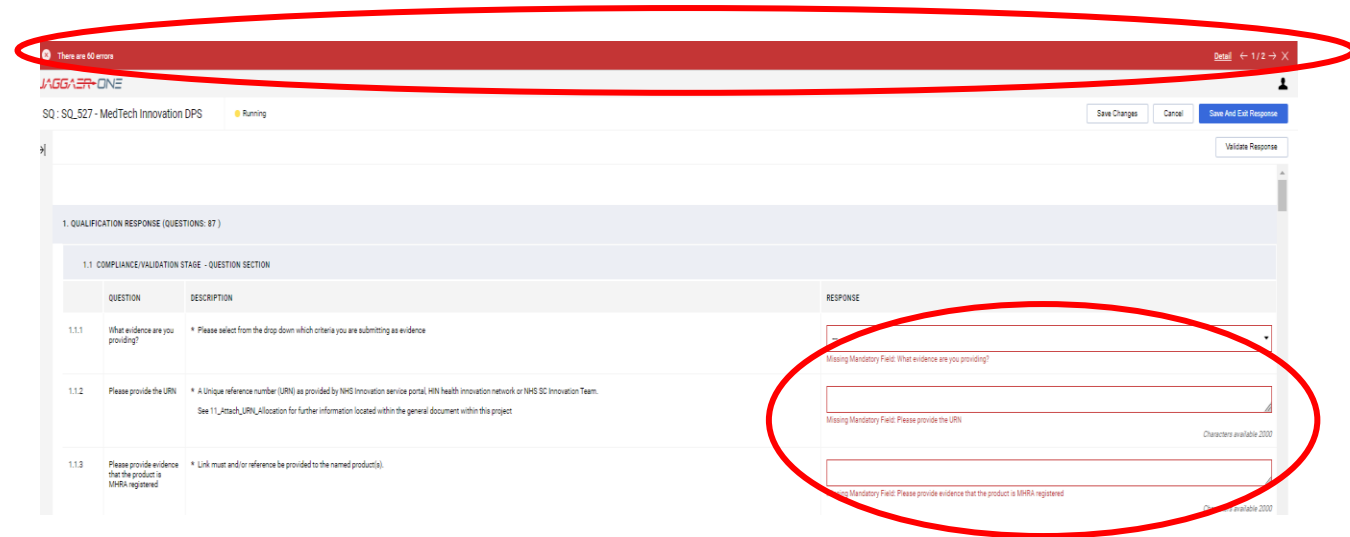 There are 60 errors
Detail ← 1 / 2 → X
JAGGAER+ONE
SQ : SQ_527 - MedTech Innovation DPS
Running
Save Changes
Cancel
Save And Exit Response
Validate Response
1. QUALIFICATION RESPONSE (QUESTIONS: 87 )
1.1 COMPLIANCE/VALIDATION STAGE - QUESTION SECTION
QUESTION DESCRIPTION RESPONSE
1.1.1 What evidence are you
providing?
* Please select from the drop down which criteria you are submitting as evidence
Missing Mandatory Field: What evidence are you providing?
1.1.2 Please provide the URN
* A Unique reference number (URN) as provided by NHS Innovation service portal, HIN health innovation network or NHS SC Innovation Team.
See 11_Attach_URN_Allocation for further information located within the general document within this project
Missing Mandatory Field: Please provide the URN
Characters available 2000
1.1.3 Please provide evidence
that the product is
MHRA registered
* Link must and/or reference be provided to the named product(s).
Missing Mandatory Field: Please provide evidence that the product is MHRA registered
Characters available 2000